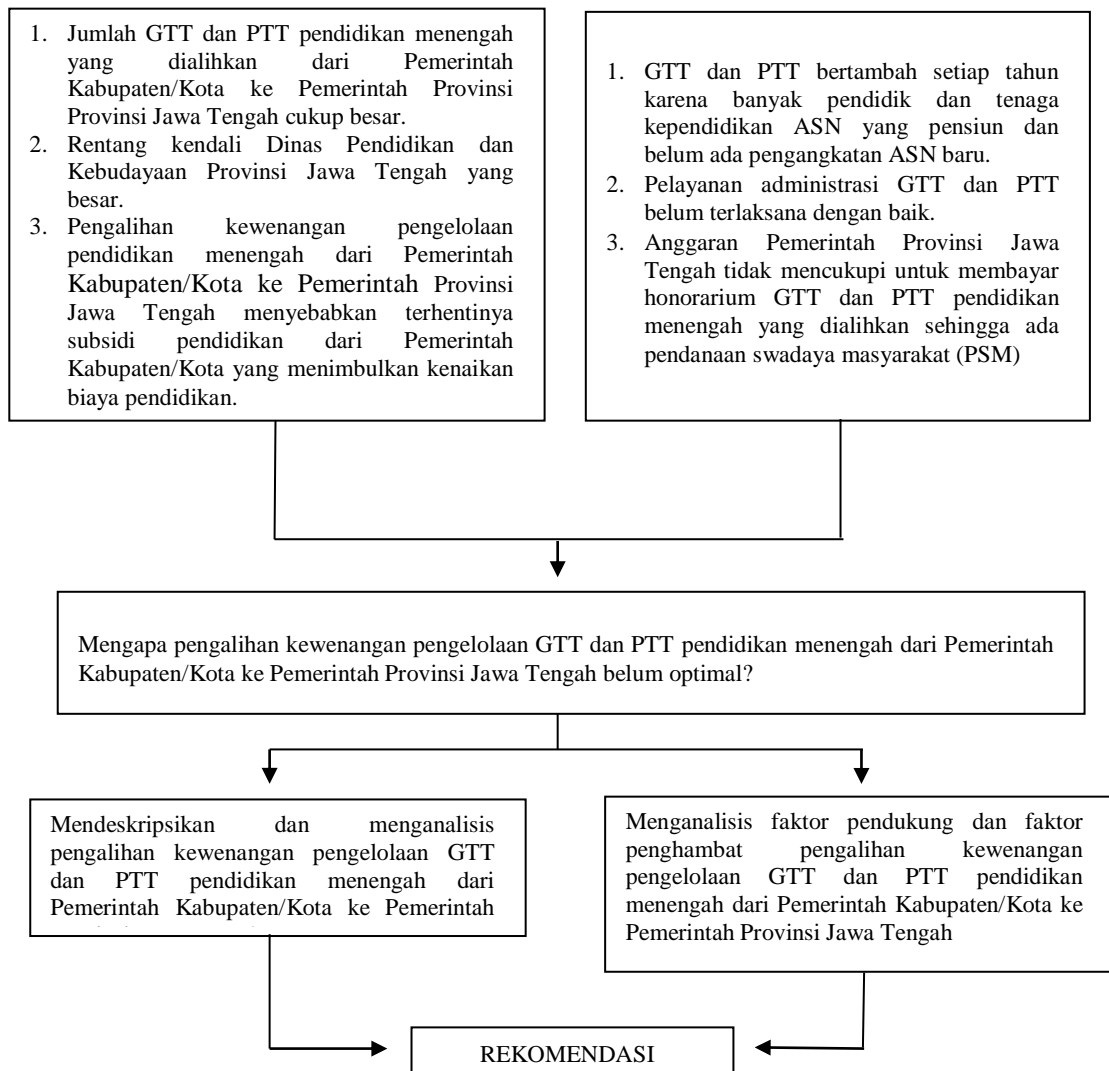 1. Jumlah GTT dan PTT pendidikan menengah
yang dialihkan dari Pemerintah
Kabupaten/Kota ke Pemerintah Provinsi
Provinsi Jawa Tengah cukup besar.
2. Rentang kendali Dinas Pendidikan dan
Kebudayaan Provinsi Jawa Tengah yang
besar.
3. Pengalihan kewenangan pengelolaan
pendidikan menengah dari Pemerintah
Kabupaten/Kota ke Pemerintah Provinsi
Jawa Tengah menyebabkan terhentinya
subsidi pendidikan dari Pemerintah
Kabupaten/Kota yang menimbulkan kenaikan
biaya pendidikan.
1. GTT dan PTT bertambah setiap tahun
karena banyak pendidik dan tenaga
kependidikan ASN yang pensiun dan
belum ada pengangkatan ASN baru.
2. Pelayanan administrasi GTT dan PTT
belum terlaksana dengan baik.
3. Anggaran Pemerintah Provinsi Jawa
Tengah tidak mencukupi untuk membayar
honorarium GTT dan PTT pendidikan
menengah yang dialihkan sehingga ada
pendanaan swadaya masyarakat (PSM)
Mengapa pengalihan kewenangan pengelolaan GTT dan PTT pendidikan menengah dari Pemerintah
Kabupaten/Kota ke Pemerintah Provinsi Jawa Tengah belum optimal?
Mendeskripsikan dan menganalisis
pengalihan kewenangan pengelolaan GTT
dan PTT pendidikan menengah dari
Pemerintah Kabupaten/Kota ke Pemerintah
Menganalisis faktor pendukung dan faktor
penghambat pengalihan kewenangan
pengelolaan GTT dan PTT pendidikan
menengah dari Pemerintah Kabupaten/Kota ke
Pemerintah Provinsi Jawa Tengah
REKOMENDASI